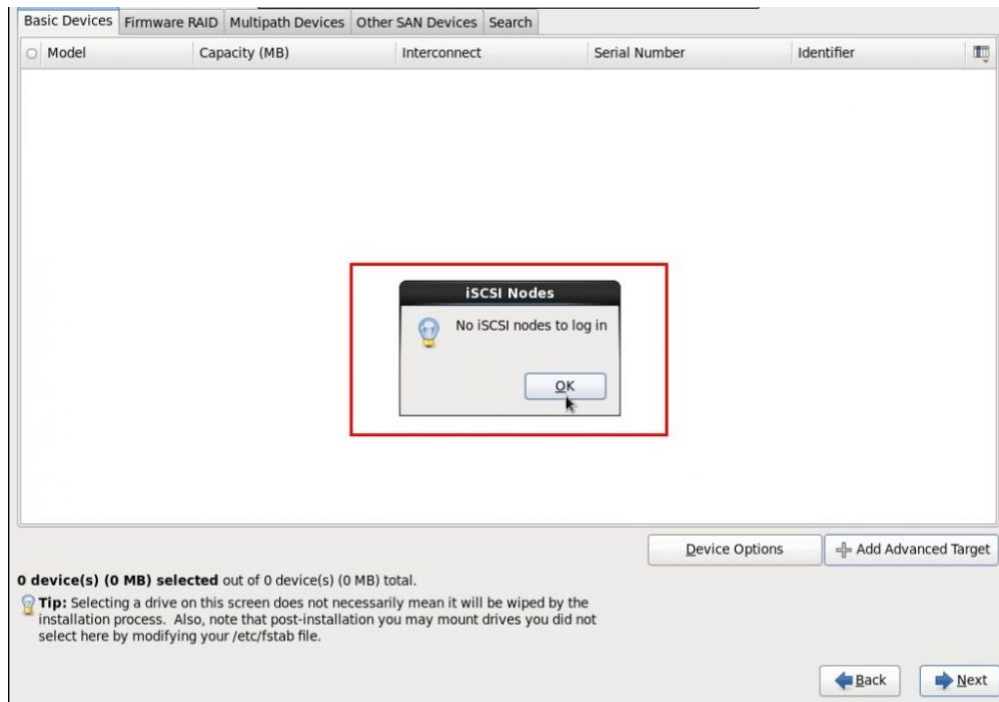 Basic Devices Firmware RAID Multipath Devices Other SAN Devices Search
Model Capacity (MB) Interconnect Serial Number Identifier
iSCSI Nodes
No iSCSI nodes to log in
OK
Device Options Add Advanced Target
0 device(s) (0 MB) selected out of 0 device(s) (0 MB) total.
Tip: Selecting a drive on this screen does not necessarily mean it will be wiped by the
installation process. Also, note that post-installation you may mount drives you did not
select here by modifying your /etc/fstab file.
Back Next